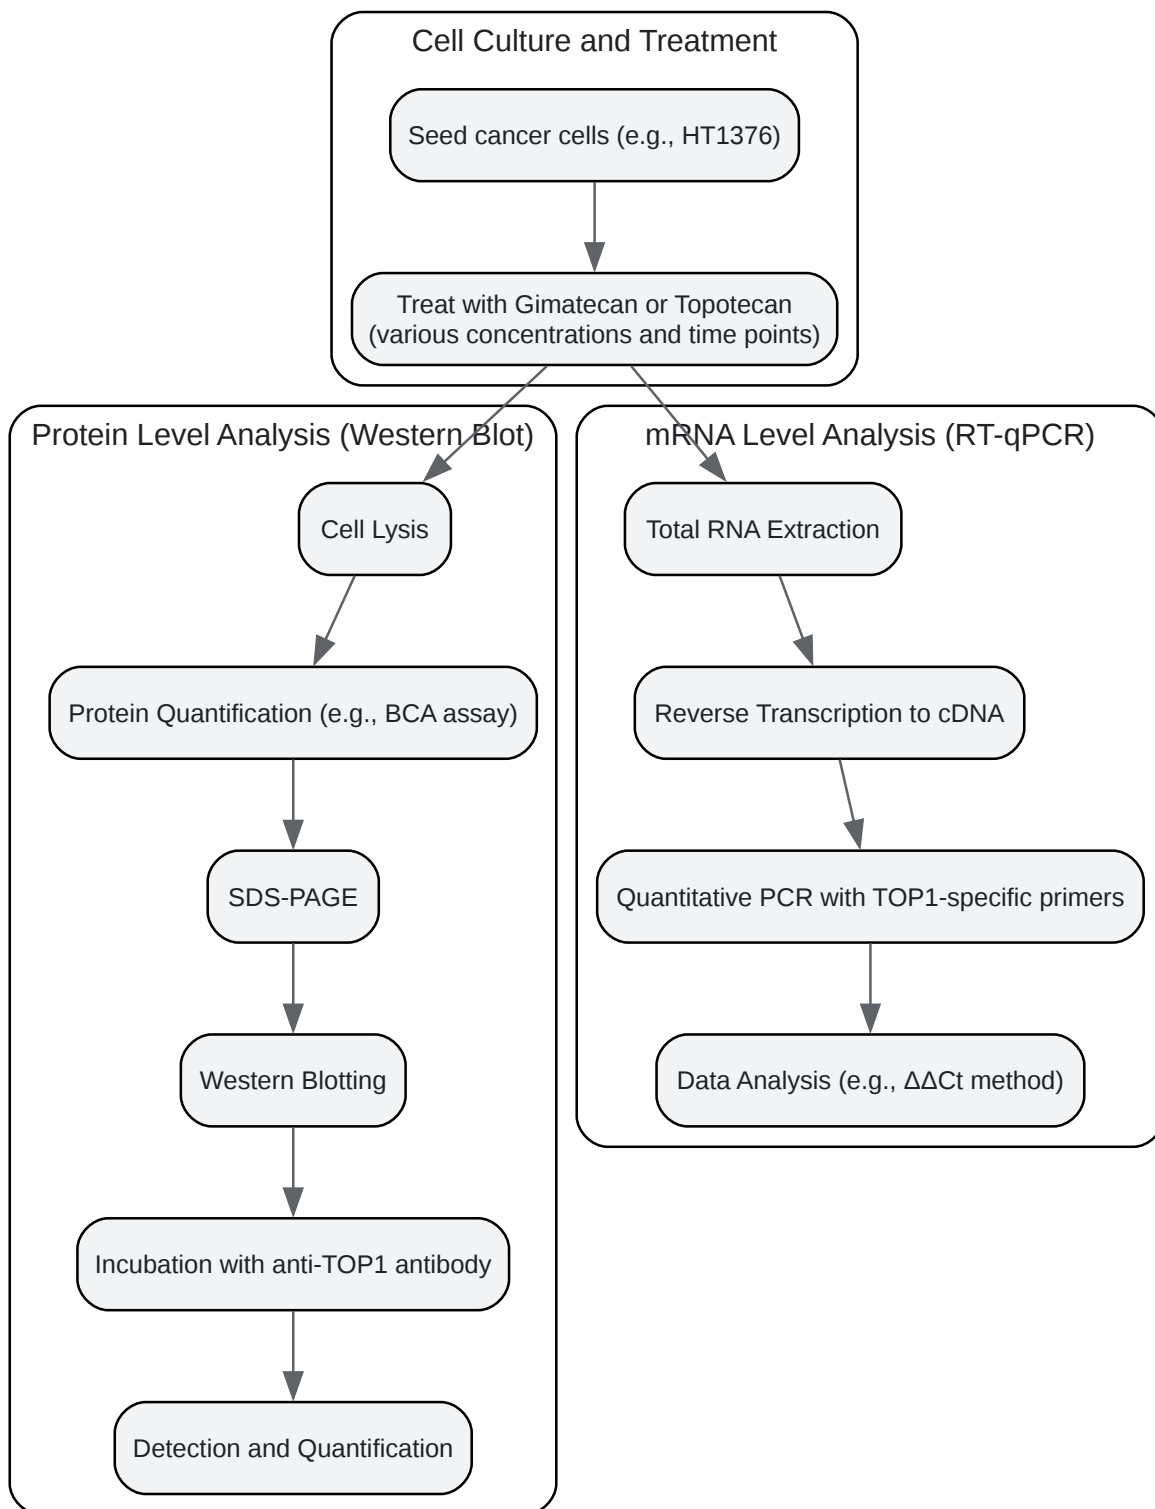 Cell Culture and Treatment
Seed cancer cells (e.g., HT1376)
Treat with Gimatecan or Topotecan
(various concentrations and time points)
Protein Level Analysis (Western Blot)
Cell Lysis
Protein Quantification (e.g., BCA assay)
SDS-PAGE
Western Blotting
Incubation with anti-TOP1 antibody
Detection and Quantification
mRNA Level Analysis (RT-qPCR)
Total RNA Extraction
Reverse Transcription to cDNA
Quantitative PCR with TOP1-specific primers
Data Analysis (e.g., ΔΔCt method)